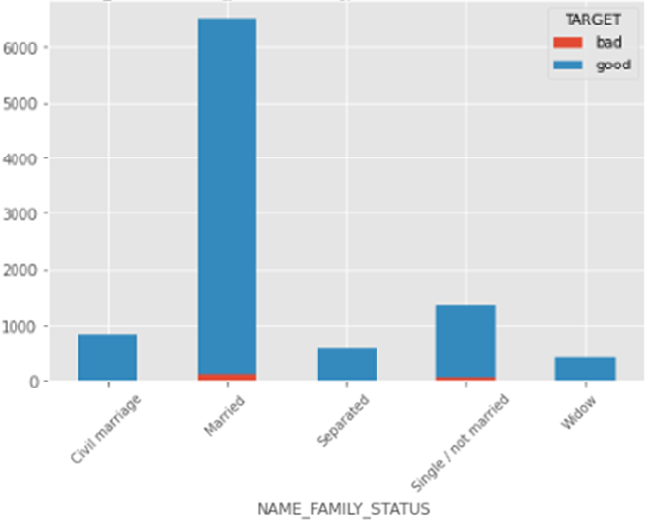 TARGET
bad
good
6000
5000
4000
3000
2000
1000
0
Civil marriage
Married
Separated
Single / not married
Widow
NAME_FAMILY_STATUS